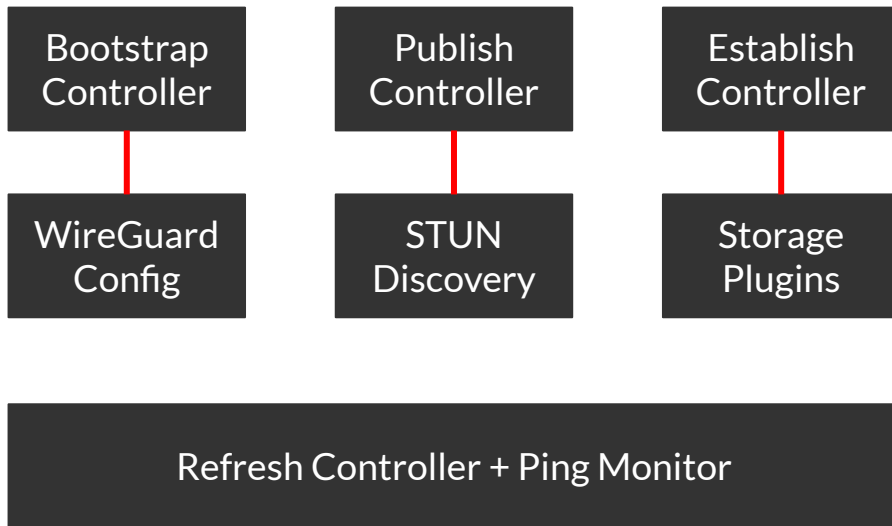 Bootstrap
Controller
Publish
Controller
Establish
Controller
WireGuard
Config
STUN
Discovery
Storage
Plugins
Refresh Controller + Ping Monitor